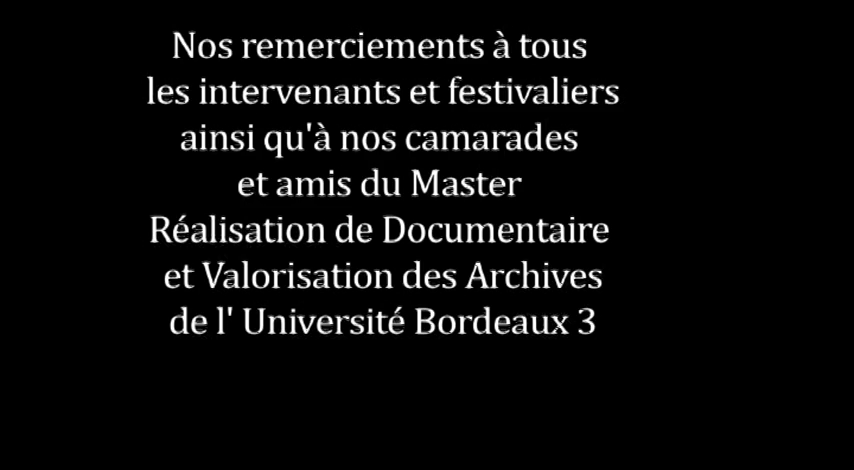 Nos remerciements à tous
les intervenants et festivaliers
ainsi qu'à nos camarades
et amis du Master
Réalisation de Documentaire
et Valorisation des Archives
de l' Université Bordeaux 3